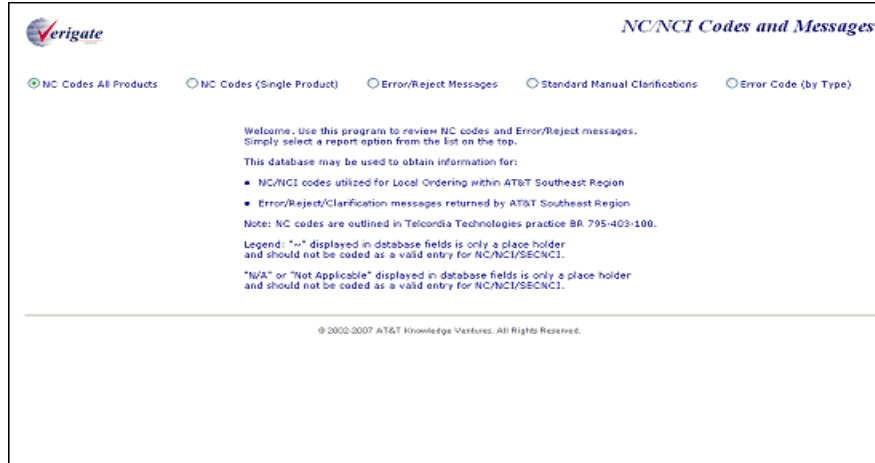 Verigate
NC/NCI Codes and Messages
NC Codes All Products
NC Codes (Single Product)
Error/Reject Messages
Standard Manual Clarifications
Error Code (by Type)
Welcome. Use this program to review NC codes and Error/Reject messages.
Simply select a report option from the list on the top.
This database may be used to obtain information for:
• NC/NCI codes utilized for Local Ordering within AT&T Southeast Region
• Error/Reject/Clarification messages returned by AT&T Southeast Region
Note: NC codes are outlined in Telcordia Technologies practice BR 795-403-100.
Legend: "~" displayed in database fields is only a place holder
and should not be coded as a valid entry for NC/NCI/SECNCI.
"N/A" or "Not Applicable" displayed in database fields is only a place holder
and should not be coded as a valid entry for NC/NCI/SECNCI.
© 2002-2007 AT&T Knowledge Ventures. All Rights Reserved.